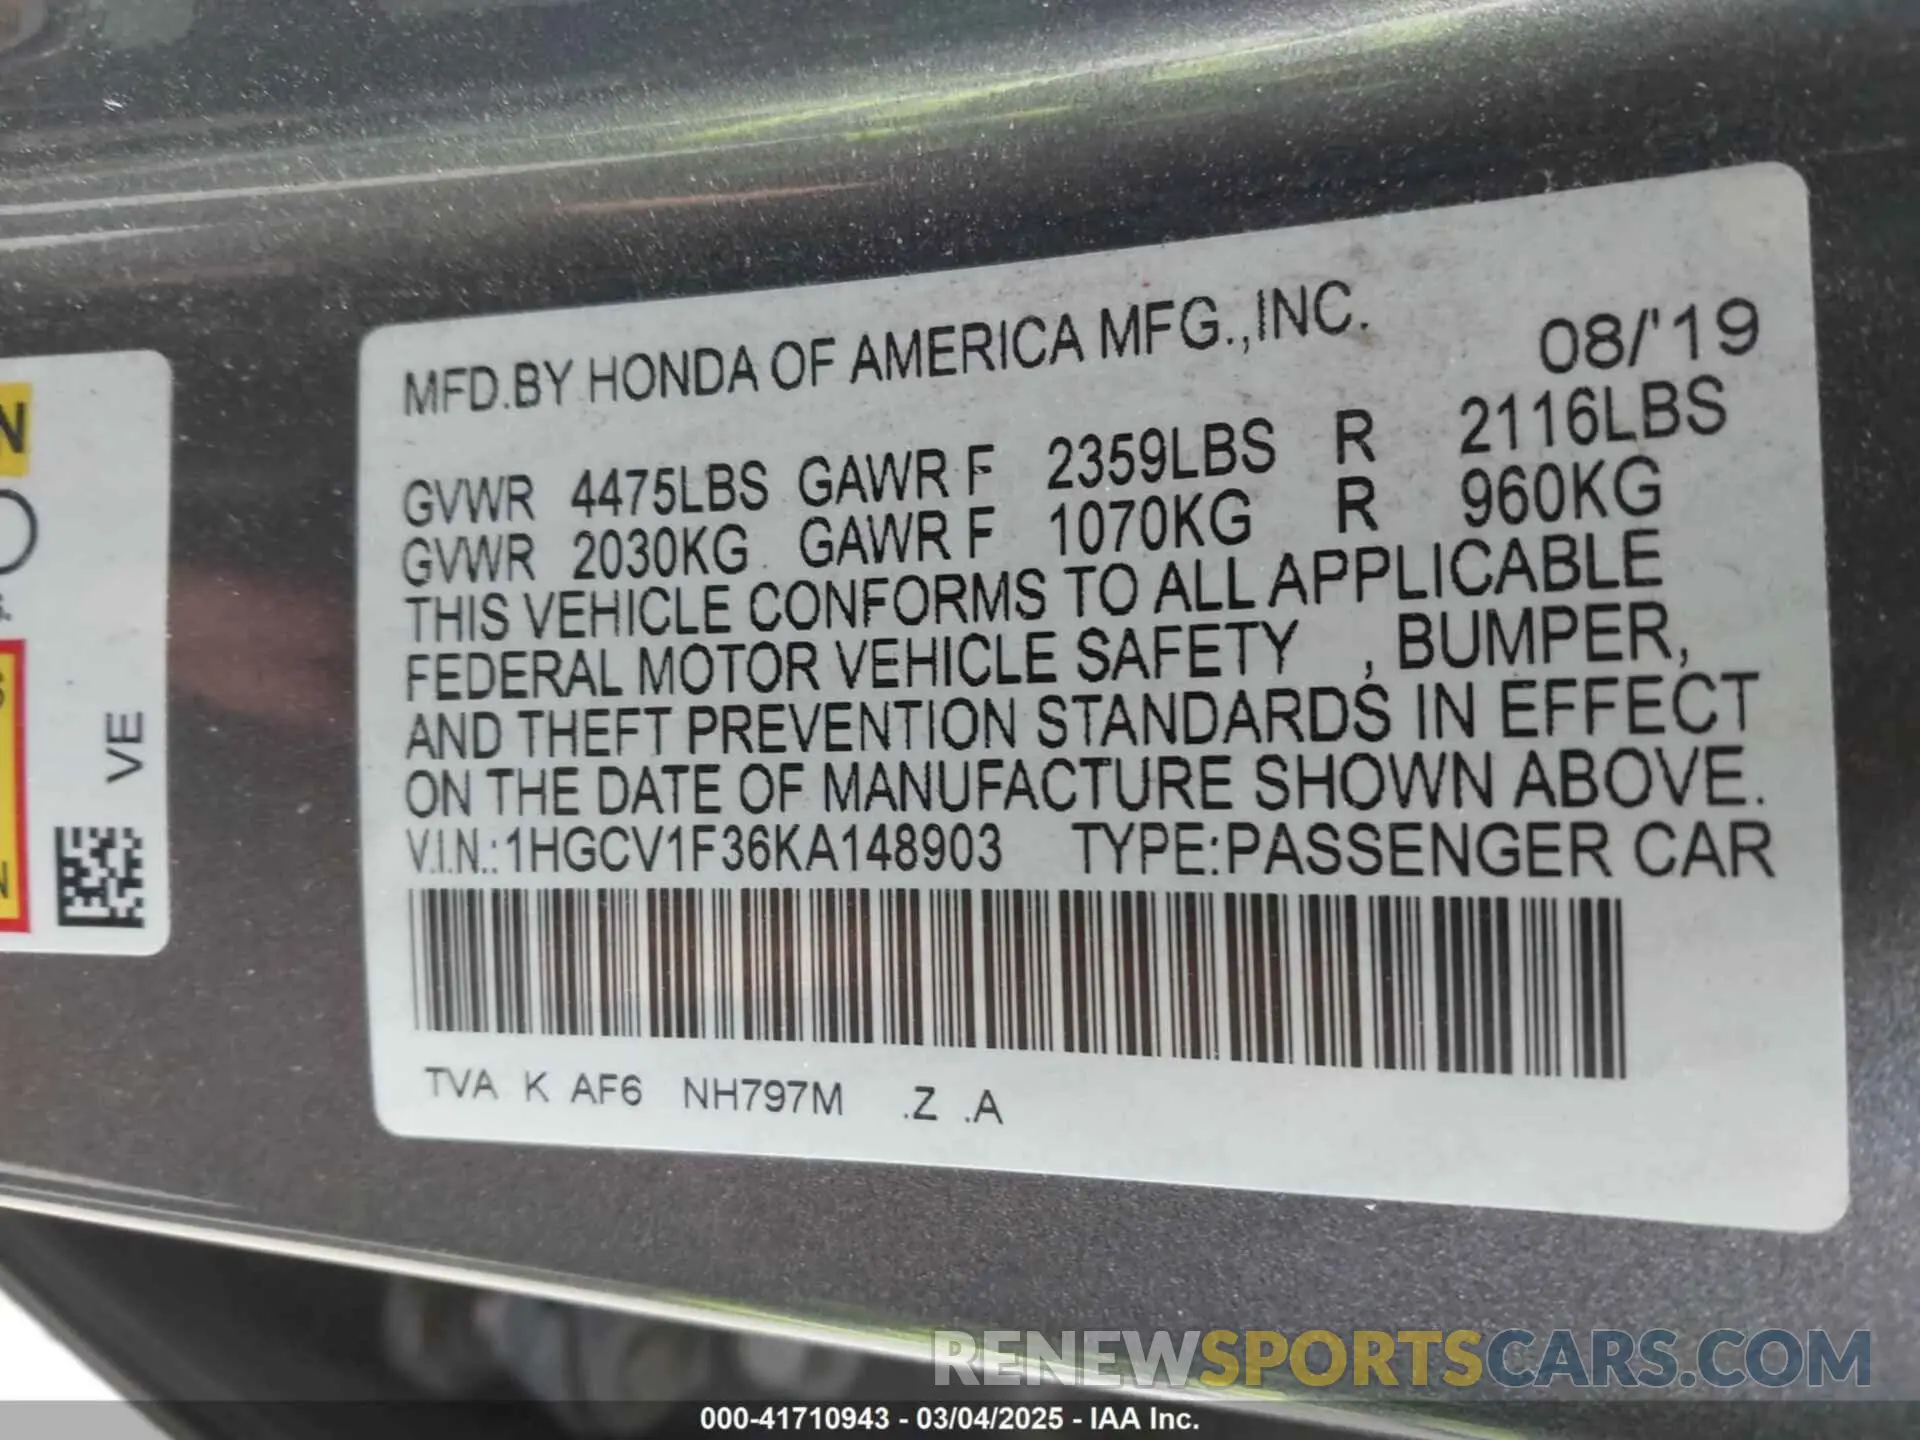 MFD.BY HONDA OF AMERICA MFG.,INC. 08/'19
GVWR 4475LBS GAWR F 2359LBS R 2116LBS
GVWR 2030KG GAWR F 1070KG R 960KG
THIS VEHICLE CONFORMS TO ALL APPLICABLE
FEDERAL MOTOR VEHICLE SAFETY , BUMPER,
AND THEFT PREVENTION STANDARDS IN EFFECT
ON THE DATE OF MANUFACTURE SHOWN ABOVE.
V.I.N.:1HGCV1F36KA148903 TYPE:PASSENGER CAR
TVA K AF6 NH797M .Z .A
VE
RENEWSPORTSCARS.COM
000-41710943 - 03/04/2025 - IAA Inc.